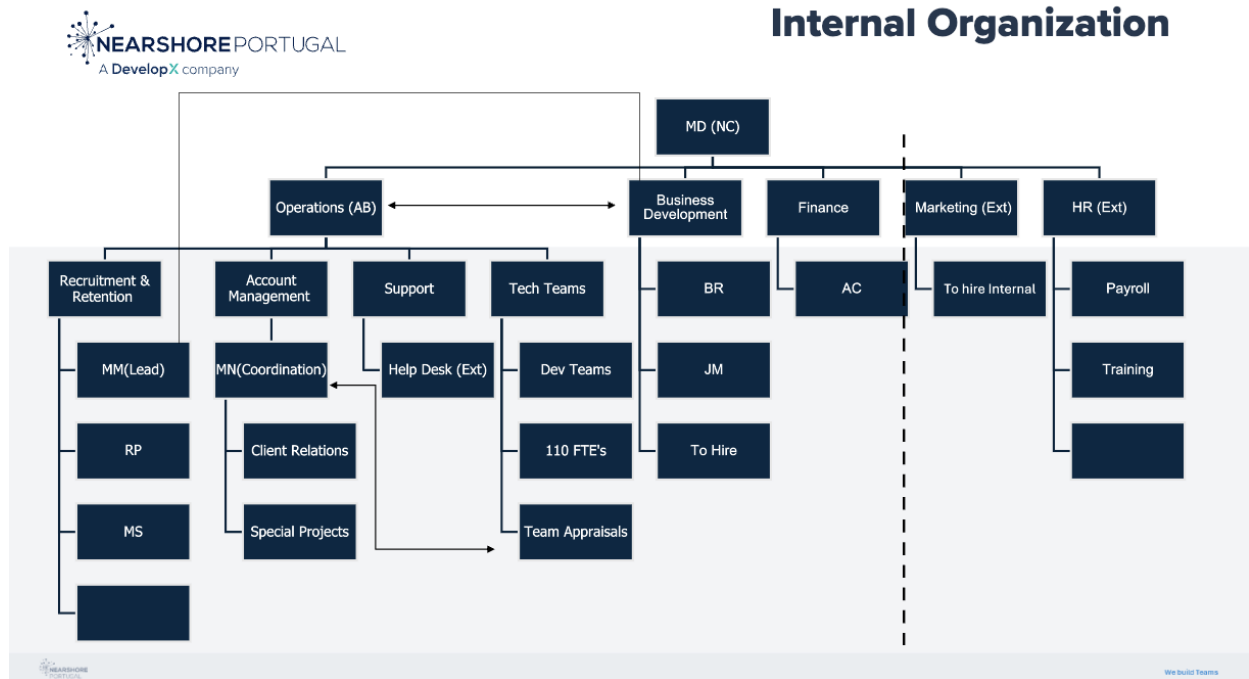 Internal Organization
NEARSHORE PORTUGAL
A DevelopX company
MD (NC)
Operations (AB)
Business
Development
Finance
Marketing (Ext)
HR (Ext)
Recruitment &
Retention
Account
Management
Support
Tech Teams
BR
AC
To hire Internal
Payroll
MM(Lead)
MN(Coordination)
Help Desk (Ext)
Dev Teams
JM
Training
RP
Client Relations
110 FTE's
To Hire
MS
Special Projects
Team Appraisals
NEARSHORE
PORTUGAL
We build Teams